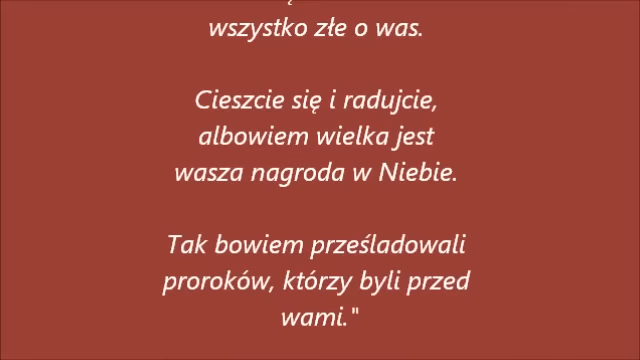 wszystko złe o was.
Cieszcie się i radujcie,
albowiem wielka jest
wasza nagroda w Niebie.
Tak bowiem prześladowali
proroków, którzy byli przed
wami."